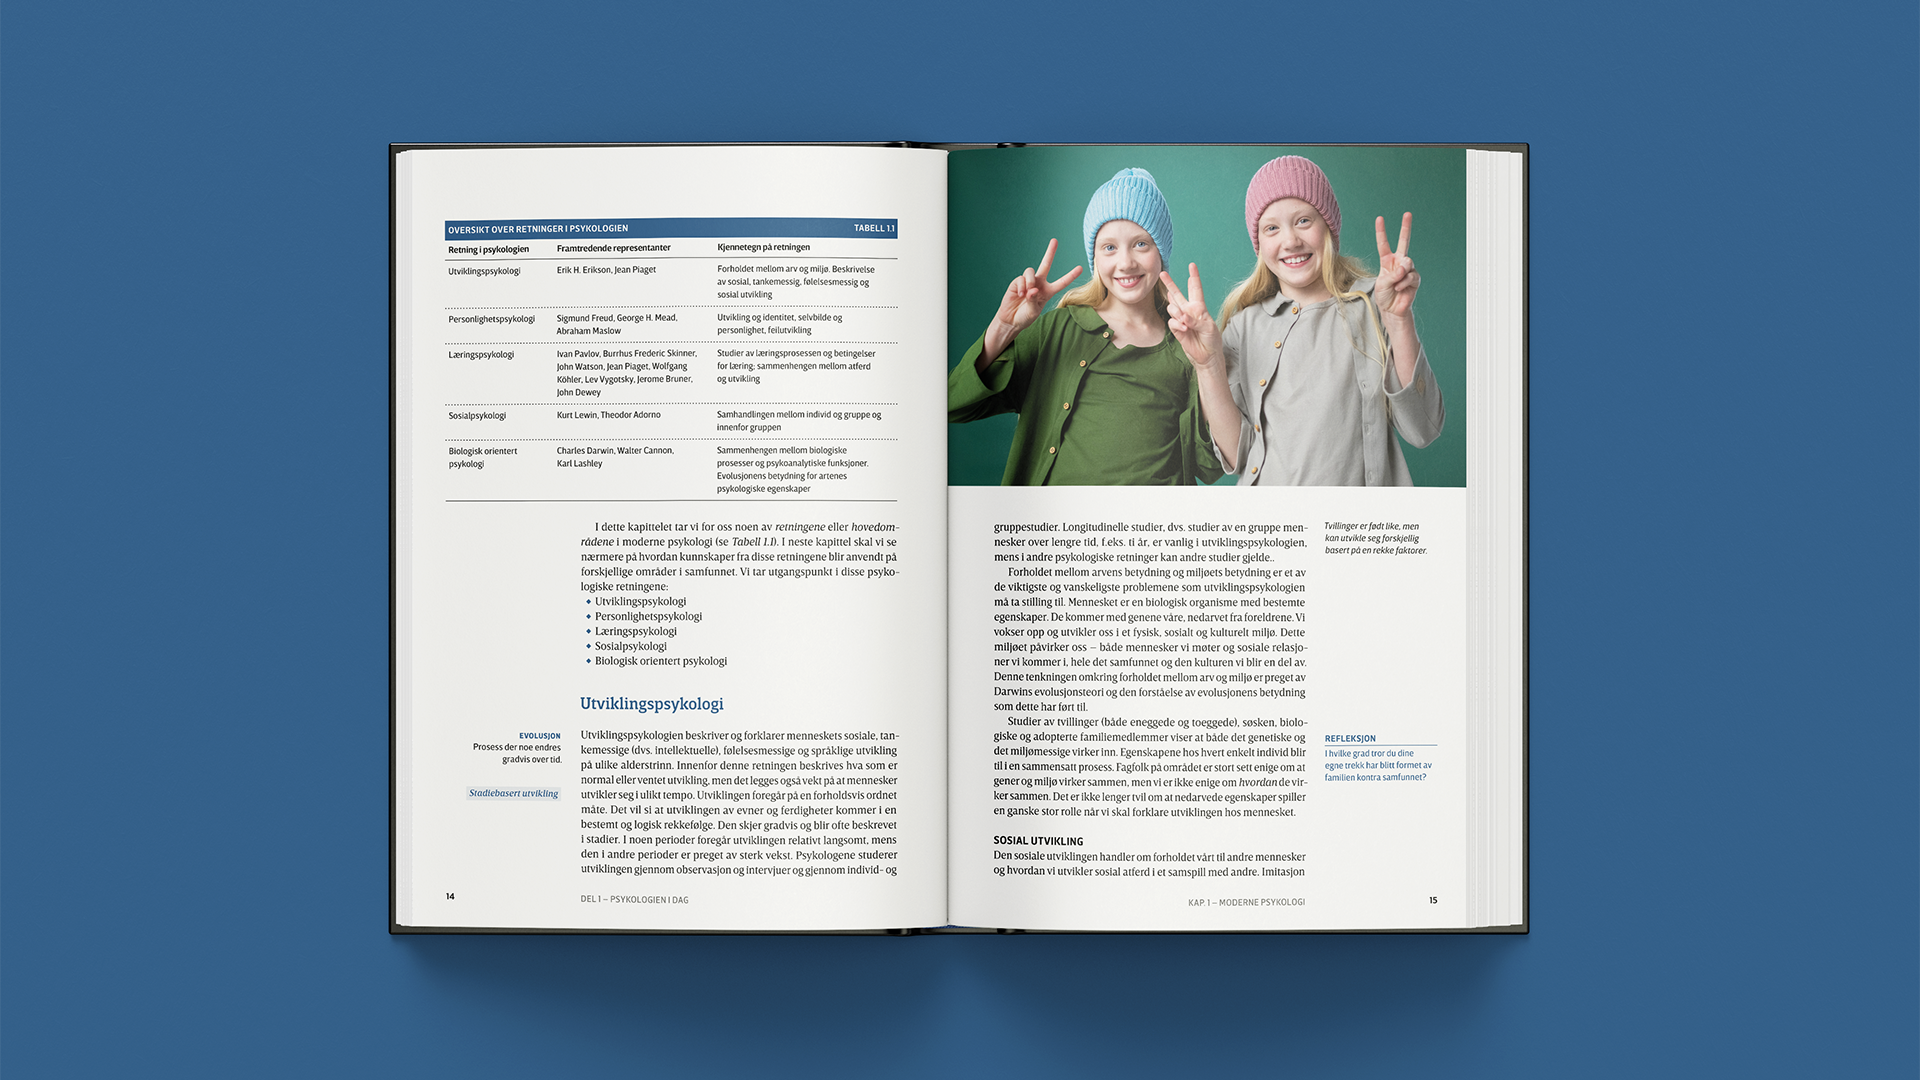 OVERSIKT OVER RETNINGER I PSYKOLOGIEN TABELL 1.1
Retning i psykologien Framtredende representanter Kjennetegn på retningen
Utviklingspsykologi Erik H. Erikson, Jean Piaget Forholdet mellom arv og miljø. Beskrivelse
av sosial, tankemessig, følelsesmessig og
sosial utvikling
Personlighetspsykologi Sigmund Freud, George H. Mead, Utvikling og identitet, selvbilde og
Abraham Maslow personlighet, feilutvikling
Læringspsykologi Ivan Pavlov, Burrhus Frederic Skinner, Studier av læringsprosessen og betingelser
John Watson, Jean Piaget, Wolfgang for læring; sammenhengen mellom atferd
Köhler, Lev Vygotsky, Jerome Bruner, og utvikling
John Dewey
Sosialpsykologi Kurt Lewin, Theodor Adorno Samhandlingen mellom individ og gruppe og
innenfor gruppen
Biologisk orientert Charles Darwin, Walter Cannon, Sammenhengen mellom biologiske
psykologi Karl Lashley prosesser og psykoanalytiske funksjoner.
Evolusjonens betydning for artenes
psykologiske egenskaper
I dette kapittelet tar vi for oss noen av retningene eller hovedom-
rådene i moderne psykologi (se Tabell 1.1). I neste kapittel skal vi se
nærmere på hvordan kunnskaper fra disse retningene blir anvendt på
forskjellige områder i samfunnet. Vi tar utgangspunkt i disse psyko-
logiske retningene:
◆ Utviklingspsykologi
◆ Personlighetspsykologi
◆ Læringspsykologi
◆ Sosialpsykologi
◆ Biologisk orientert psykologi
Utviklingspsykologi
EVOLUSJON
Prosess der noe endres
gradvis over tid.
Stadiebasert utvikling
Utviklingspsykologien beskriver og forklarer menneskets sosiale, tan-
kemessige (dvs. intellektuelle), følelsesmessige og språklige utvikling
på ulike alderstrinn. Innenfor denne retningen beskrives hva som er
normal eller ventet utvikling, men det legges også vekt på at mennesker
utvikler seg i ulikt tempo. Utviklingen foregår på en forholdsvis ordnet
måte. Det vil si at utviklingen av evner og ferdigheter kommer i en
bestemt og logisk rekkefølge. Den skjer gradvis og blir ofte beskrevet
i stadier. I noen perioder foregår utviklingen relativt langsomt, mens
den i andre perioder er preget av sterk vekst. Psykologene studerer
utviklingen gjennom observasjon og intervjuer og gjennom individ- og
14 DEL 1 – PSYKOLOGIEN I DAG
gruppestudier. Longitudinelle studier, dvs. studier av en gruppe men-
nesker over lengre tid, f.eks. ti år, er vanlig i utviklingspsykologien,
mens i andre psykologiske retninger kan andre studier gjelde..
Forholdet mellom arvens betydning og miljøets betydning er et av
de viktigste og vanskeligste problemene som utviklingspsykologien
må ta stilling til. Mennesket er en biologisk organisme med bestemte
egenskaper. De kommer med genene våre, nedarvet fra foreldrene. Vi
vokser opp og utvikler oss i et fysisk, sosialt og kulturelt miljø. Dette
miljøet påvirker oss – både mennesker vi møter og sosiale relasjo-
ner vi kommer i, hele det samfunnet og den kulturen vi blir en del av.
Denne tenkningen omkring forholdet mellom arv og miljø er preget av
Darwins evolusjonsteori og den forståelse av evolusjonens betydning
som dette har ført til.
Studier av tvillinger (både eneggede og toeggede), søsken, biolo-
giske og adopterte familiemedlemmer viser at både det genetiske og
det miljømessige virker inn. Egenskapene hos hvert enkelt individ blir
til i en sammensatt prosess. Fagfolk på området er stort sett enige om at
gener og miljø virker sammen, men vi er ikke enige om hvordan de vir-
ker sammen. Det er ikke lenger tvil om at nedarvede egenskaper spiller
en ganske stor rolle når vi skal forklare utviklingen hos mennesket.
SOSIAL UTVIKLING
Den sosiale utviklingen handler om forholdet vårt til andre mennesker
og hvordan vi utvikler sosial atferd i et samspill med andre. Imitasjon
Tvillinger er født like, men
kan utvikle seg forskjellig
basert på en rekke faktorer.
REFLEKSJON
I hvilke grad tror du dine
egne trekk har blitt formet av
familien kontra samfunnet?
KAP. 1 – MODERNE PSYKOLOGI 15